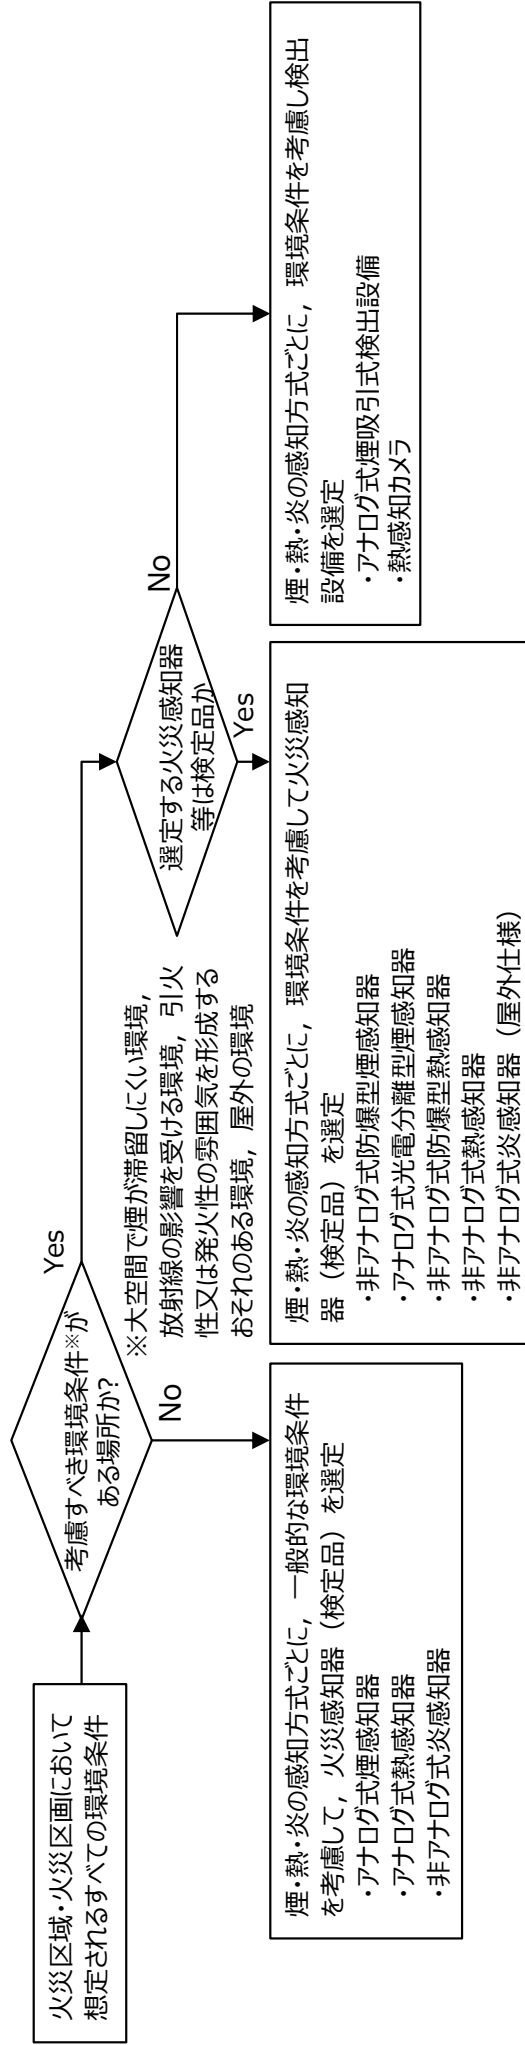 火災区域・火災区画において
想定されるすべての環境条件
考慮すべき環境条件※が
ある場所か？
Yes
No
※大空間で煙が滞留しにくい環境，
放射線の影響を受ける環境，引火
性又は発火性の雰囲気を形成する
おそれのある環境，屋外の環境
選定する火災感知器
等は検定品か
No
Yes
煙・熱・炎の感知方式ごとに，一般的な環境条件
を考慮して，火災感知器（検定品）を選定
・アナログ式煙感知器
・アナログ式熱感知器
・非アナログ式炎感知器
煙・熱・炎の感知方式ごとに，環境条件を考慮して火災感知
器（検定品）を選定
・非アナログ式防爆型煙感知器
・アナログ式光電分離型煙感知器
・非アナログ式防爆型熱感知器
・非アナログ式熱感知器
・非アナログ式炎感知器（屋外仕様）
煙・熱・炎の感知方式ごとに，環境条件を考慮し検出
設備を選定
・アナログ式煙吸引式検出設備
・熱感知カメラ